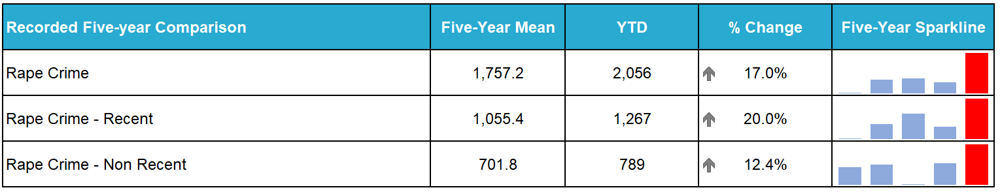 Recorded Five-year Comparison Five-Year Mean YTD % Change Five-Year Sparkline
Rape Crime 1,757.2 2,056 17.0%
Rape Crime - Recent 1,055.4 1,267 20.0%
Rape Crime - Non Recent 701.8 789 12.4%